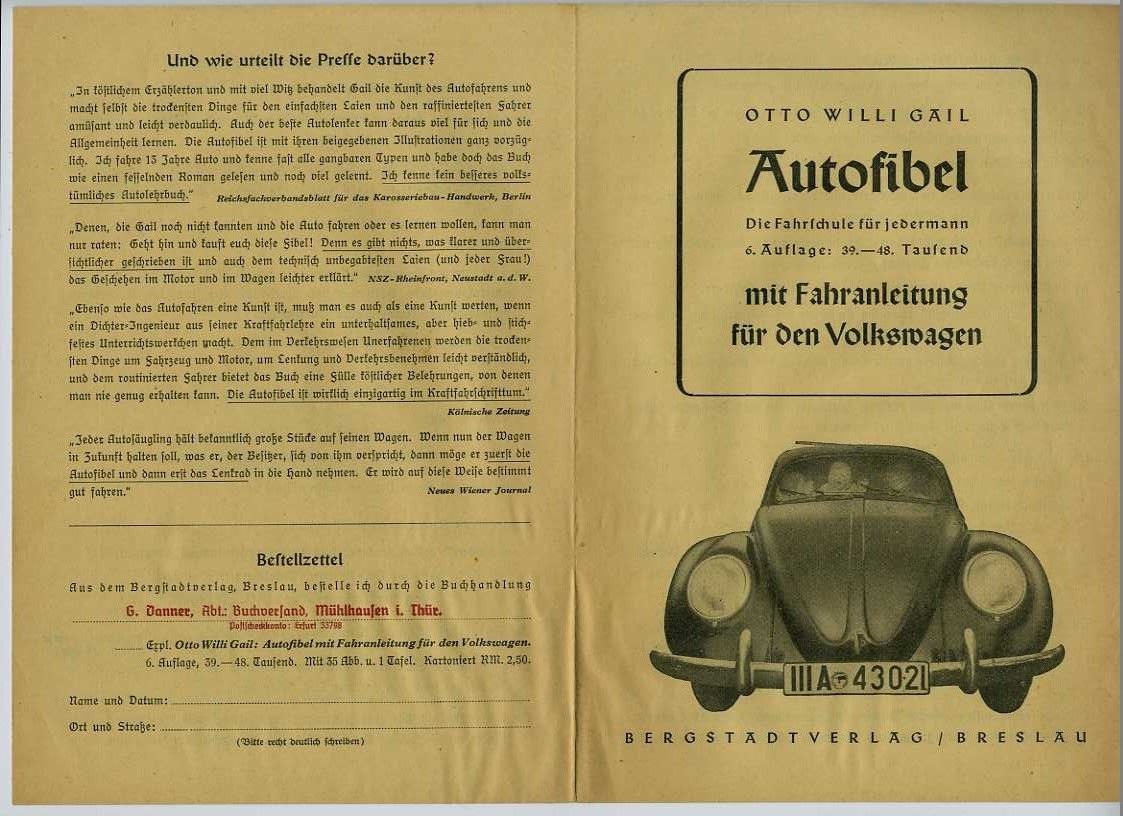 Und wie urteilt die Presse darüber?
„In köstlichem Erzählerton und mit viel Witz behandelt Gail die Kunst des Autofahrens und
macht selbst die trockensten Dinge für den einfachsten Laien und den raffiniertesten Fahrer
amüsant und leicht verdaulich. Auch der beste Autolenker kann daraus viel für sich und die
Allgemeinheit lernen. Die Autofibel ist mit ihren beigegebenen Illustrationen ganz vorzüg-
lich. Ich fahre 13 Jahre Auto und kenne fast alle gangbaren Typen und habe doch das Buch
wie einen fesselnden Roman gelesen und noch viel gelernt. Ich kenne kein besseres volks-
tümliches Autolehrbuch.“ Reichsfachverbandsblatt für das Karosseriebau-Handwerk, Berlin
„Denen, die Gail noch nicht kannten und die Auto fahren oder es lernen wollen, kann man
nur raten: Geht hin und kauft euch diese Fibel! Denn es gibt nichts, was klarer und über-
sichtlicher geschrieben ist und auch dem technisch unbegabtesten Laien (und jeder Frau!)
das Geschehen im Motor und im Wagen leichter erklärt.“ NSZ-Rheinfront, Neustadt a. d. W.
„Ebenso wie das Autofahren eine Kunst ist, muß man es auch als eine Kunst werten, wenn
ein Dichter-Ingenieur aus seiner Kraftfahrlehre ein unterhaltsames, aber hieb- und stich-
festes Unterrichtswerkchen macht. Dem im Verkehrswesen Unerfahrenen werden die trocken-
sten Dinge um Fahrzeug und Motor, um Lenkung und Verkehrsbenehmen leicht verständlich,
und dem routinierten Fahrer bietet das Buch eine Fülle köstlicher Belehrungen, von denen
man nie genug erhalten kann. Die Autofibel ist wirklich einzigartig im Kraftfahrschrifttum.“
Kölnische Zeitung
„Jeder Autosäugling hält bekanntlich große Stücke auf seinen Wagen. Wenn nun der Wagen
in Zukunft halten soll, was er, der Besitzer, sich von ihm verspricht, dann möge er zuerst die
Autofibel und dann erst das Lenkrad in die Hand nehmen. Er wird auf diese Weise bestimmt
gut fahren.“ Neues Wiener Journal
Bestellzettel
Aus dem Bergstadtverlag, Breslau, bestelle ich durch die Buchhandlung
G. Danner, Abt.: Buchversand, Mühlhausen i. Thür.
Postscheckkonto: Erfurt 33798
Expl. Otto Willi Gail: Autofibel mit Fahranleitung für den Volkswagen.
6. Auflage, 39.—48. Tausend. Mit 35 Abb. u. 1 Tafel. Kartoniert RM. 2,50.
Name und Datum:
Ort und Straße:
(Bitte recht deutlich schreiben)
OTTO WILLI GAIL
Autofibel
Die Fahrschule für jedermann
6. Auflage: 39.—48. Tausend
mit Fahranleitung
für den Volkswagen
IIIA 43021
BERGSTADTVERLAG / BRESLAU